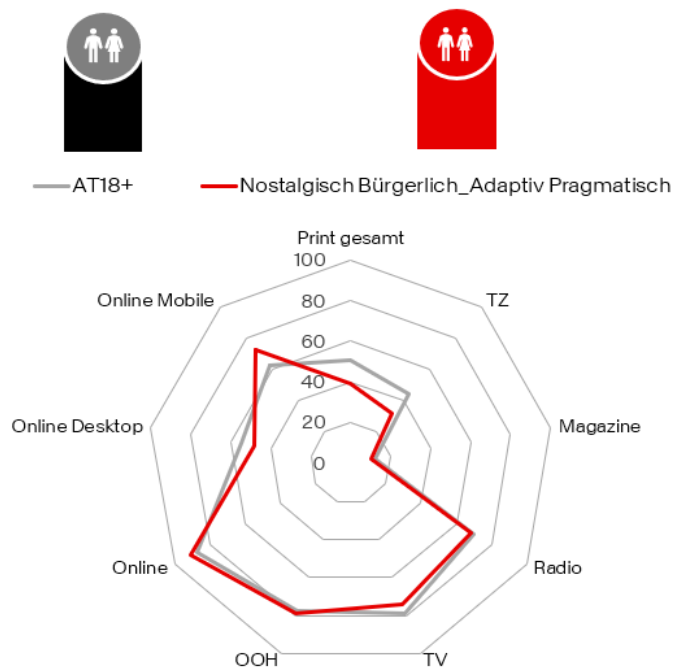 AT18+
Nostalgisch Bürgerlich_Adaptiv Pragmatisch
Print gesamt
100
TZ
Online Mobile
80
60
40
20
0
Online Desktop
Magazine
Online
Radio
OOH
TV